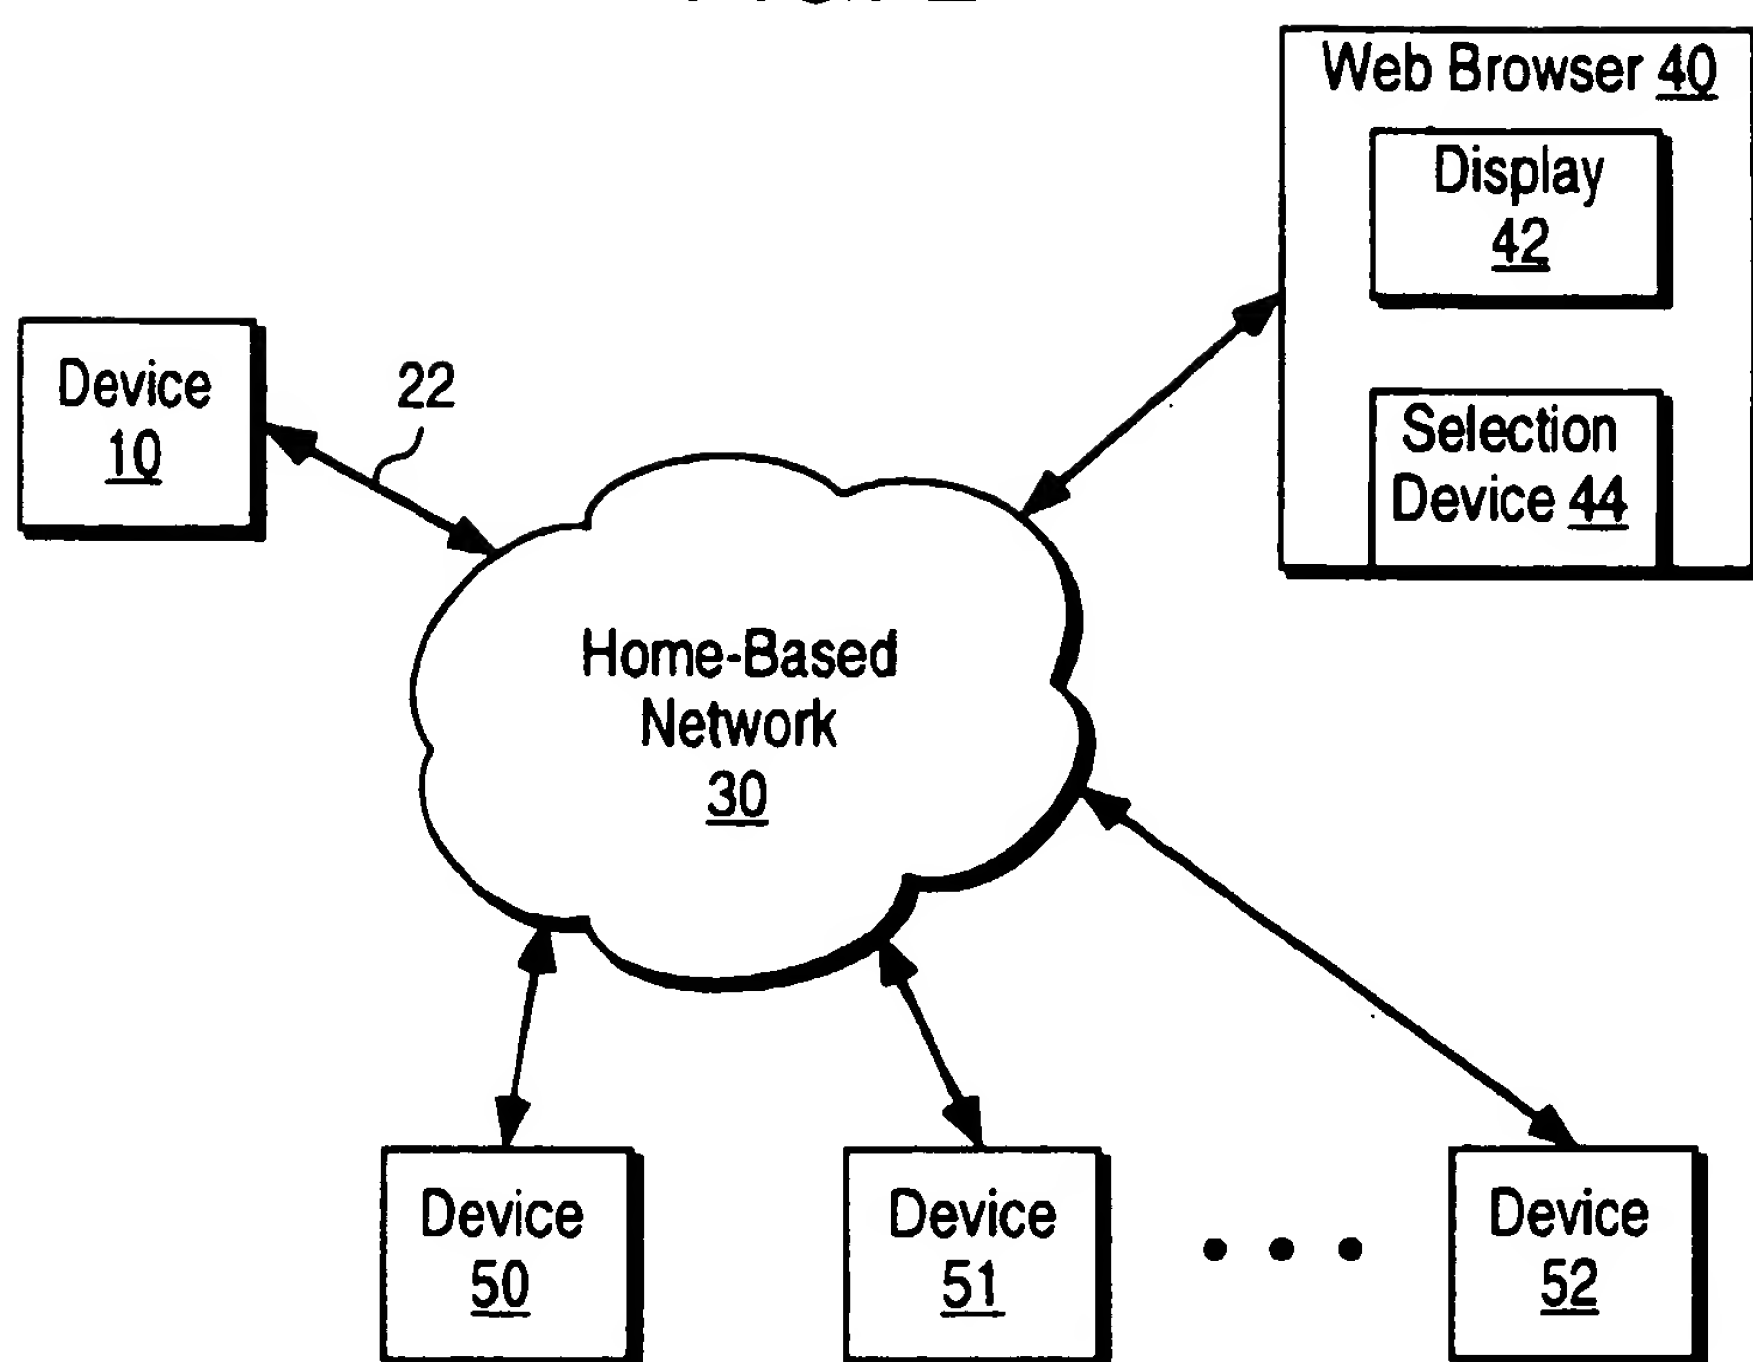 Web Browser 40
Display
42
Device
10
22
Selection
Device 44
Home-Based
Network
30
Device
50
Device
51
Device
52